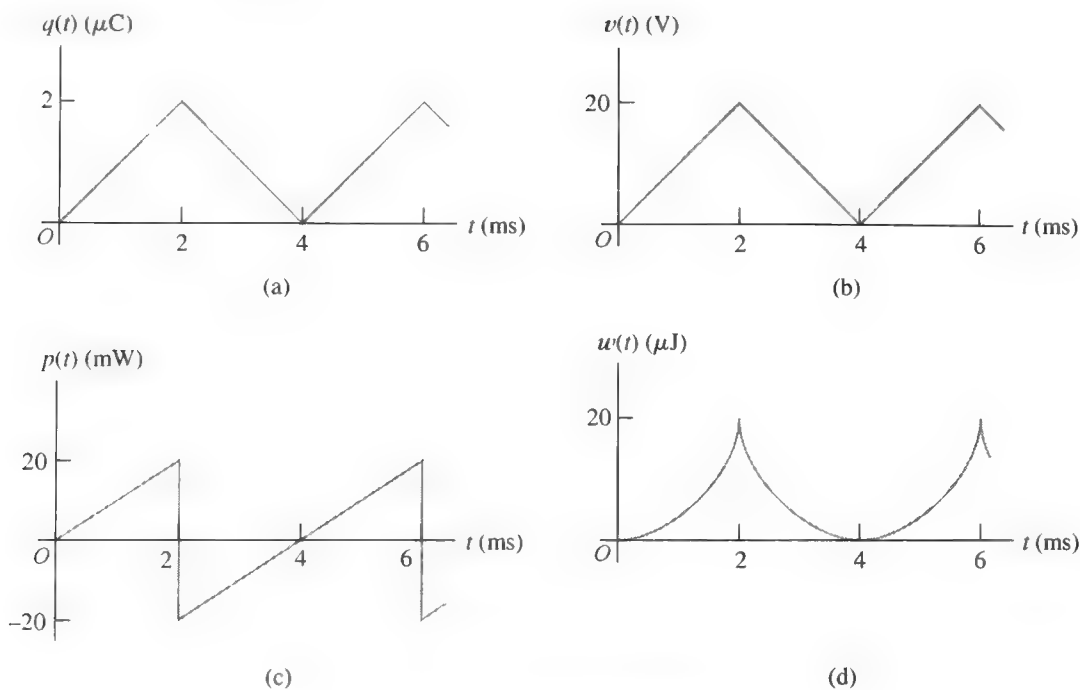 q(t) (μC)
2
O
2
4
6
t (ms)
(a)
v(t) (V)
20
O
2
4
6
t (ms)
(b)
p(t) (mW)
20
O
2
4
6
t (ms)
–20
(c)
w(t) (μJ)
20
O
2
4
6
t (ms)
(d)